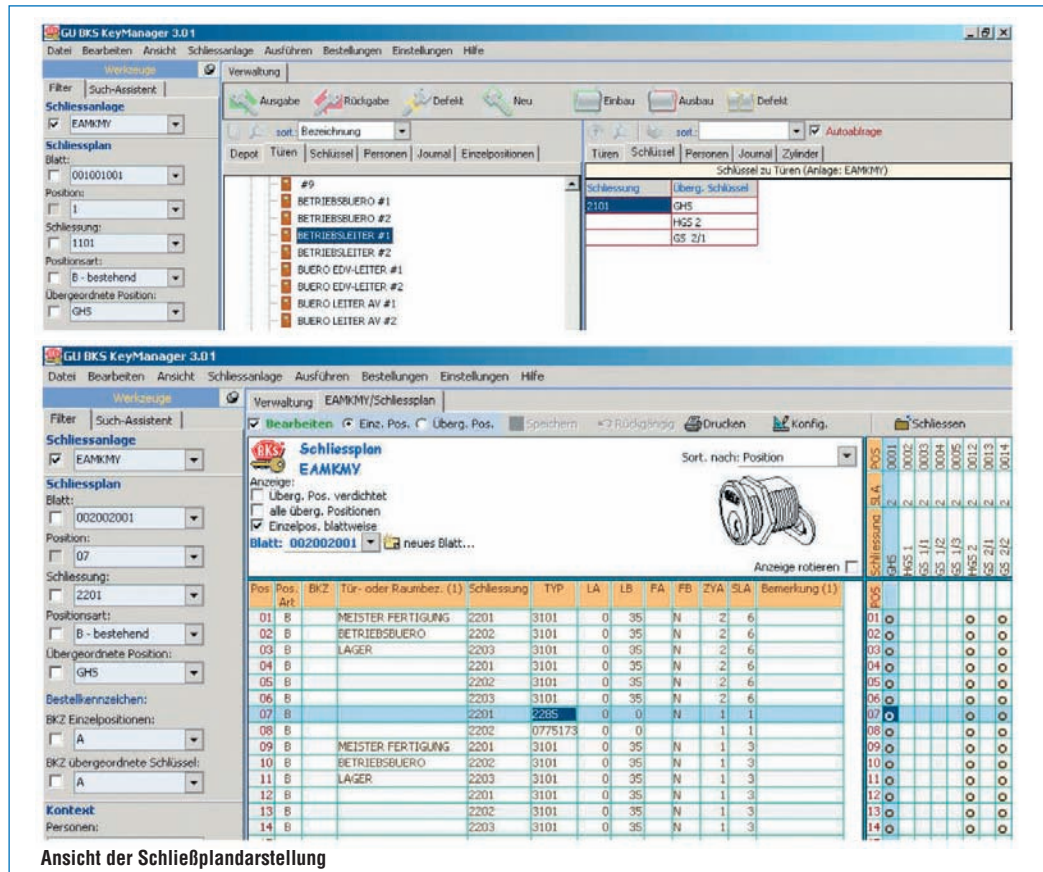 GU BKS KeyManager 3.01
Datei Bearbeiten Ansicht Schliessanlage Ausführen Bestellungen Einstellungen Hilfe
Werkzeuge
Verwaltung
Filter Such-Assistent
Ausgabe Rückgabe Defekt Neu Einbau Ausbau Defekt
Schliessanlage
EAMKMY
sort.: Bezeichnung
sort.: Autoabfrage
Schliessplan
Depot Türen Schlüssel Personen Journal Einzelpositionen
Türen Schlüssel Personen Journal Zylinder
Blatt:
001001001
Schlüssel zu Türen (Anlage: EAMKMY)
#9
Schliessung Überg. Schlüssel
Position:
1
BETRIEBSBUERO #1
2101 GHS
BETRIEBSBUERO #2
HGS 2
Schliessung:
1101
BETRIEBSLEITER #1
GS 2/1
BETRIEBSLEITER #2
Positionsart:
B - bestehend
BUERO EDV-LEITER #1
BUERO EDV-LEITER #2
Übergeordnete Position:
GHS
BUERO LEITER AV #1
BUERO LEITER AV #2
GU BKS KeyManager 3.01
Datei Bearbeiten Ansicht Schliessanlage Ausführen Bestellungen Einstellungen Hilfe
Werkzeuge
Verwaltung EAMKMY/Schliessplan
Filter Such-Assistent
Bearbeiten Einz. Pos. Überg. Pos. Speichern Rückgängig Drucken Konfig. Schliessen
Schliessanlage
EAMKMY
Schliessplan
Blatt:
002002001
Position:
07
Schliessung:
2201
Positionsart:
B - bestehend
Übergeordnete Position:
GHS
Bestellkennzeichen:
BKZ Einzelpositionen:
A
BKZ übergeordnete Schlüssel:
A
Kontext
Personen:
BKS
Schliessplan
EAMKMY
Sort. nach: Position
Anzeige:
Überg. Pos. verdichtet
alle überg. Positionen
Einzelpos. blattweise
Blatt: 002002001 neues Blatt...
Anzeige rotieren
POS 0001 0002 0003 0004 0005 0012 0013 0014
SLA 2 2 2 2 2 2 2 2
Schliessung GHS HGS 1 GS 1/1 GS 1/2 GS 1/3 HGS 2 GS 2/1 GS 2/2
POS
Pos Pos. Art BKZ Tür- oder Raumbez. (1) Schliessung TYP LA LB FA FB ZYA SLA Bemerkung (1)
01 B MEISTER FERTIGUNG 2201 3101 0 35 N 2 6 01
02 B BETRIEBSBUERO 2202 3101 0 35 N 2 6 02
03 B LAGER 2203 3101 0 35 N 2 6 03
04 B 2201 3101 0 35 N 2 6 04
05 B 2202 3101 0 35 N 2 6 05
06 B 2203 3101 0 35 N 2 6 06
07 B 2201 2285 0 0 N 1 1 07
08 B 2202 0775173 0 0 1 1 08
09 B MEISTER FERTIGUNG 2201 3101 0 35 N 1 3 09
10 B BETRIEBSBUERO 2202 3101 0 35 N 1 3 10
11 B LAGER 2203 3101 0 35 N 1 3 11
12 B 2201 3101 0 35 N 1 3 12
13 B 2202 3101 0 35 N 1 3 13
14 B 2203 3101 0 35 N 1 3 14
Ansicht der Schließplandarstellung